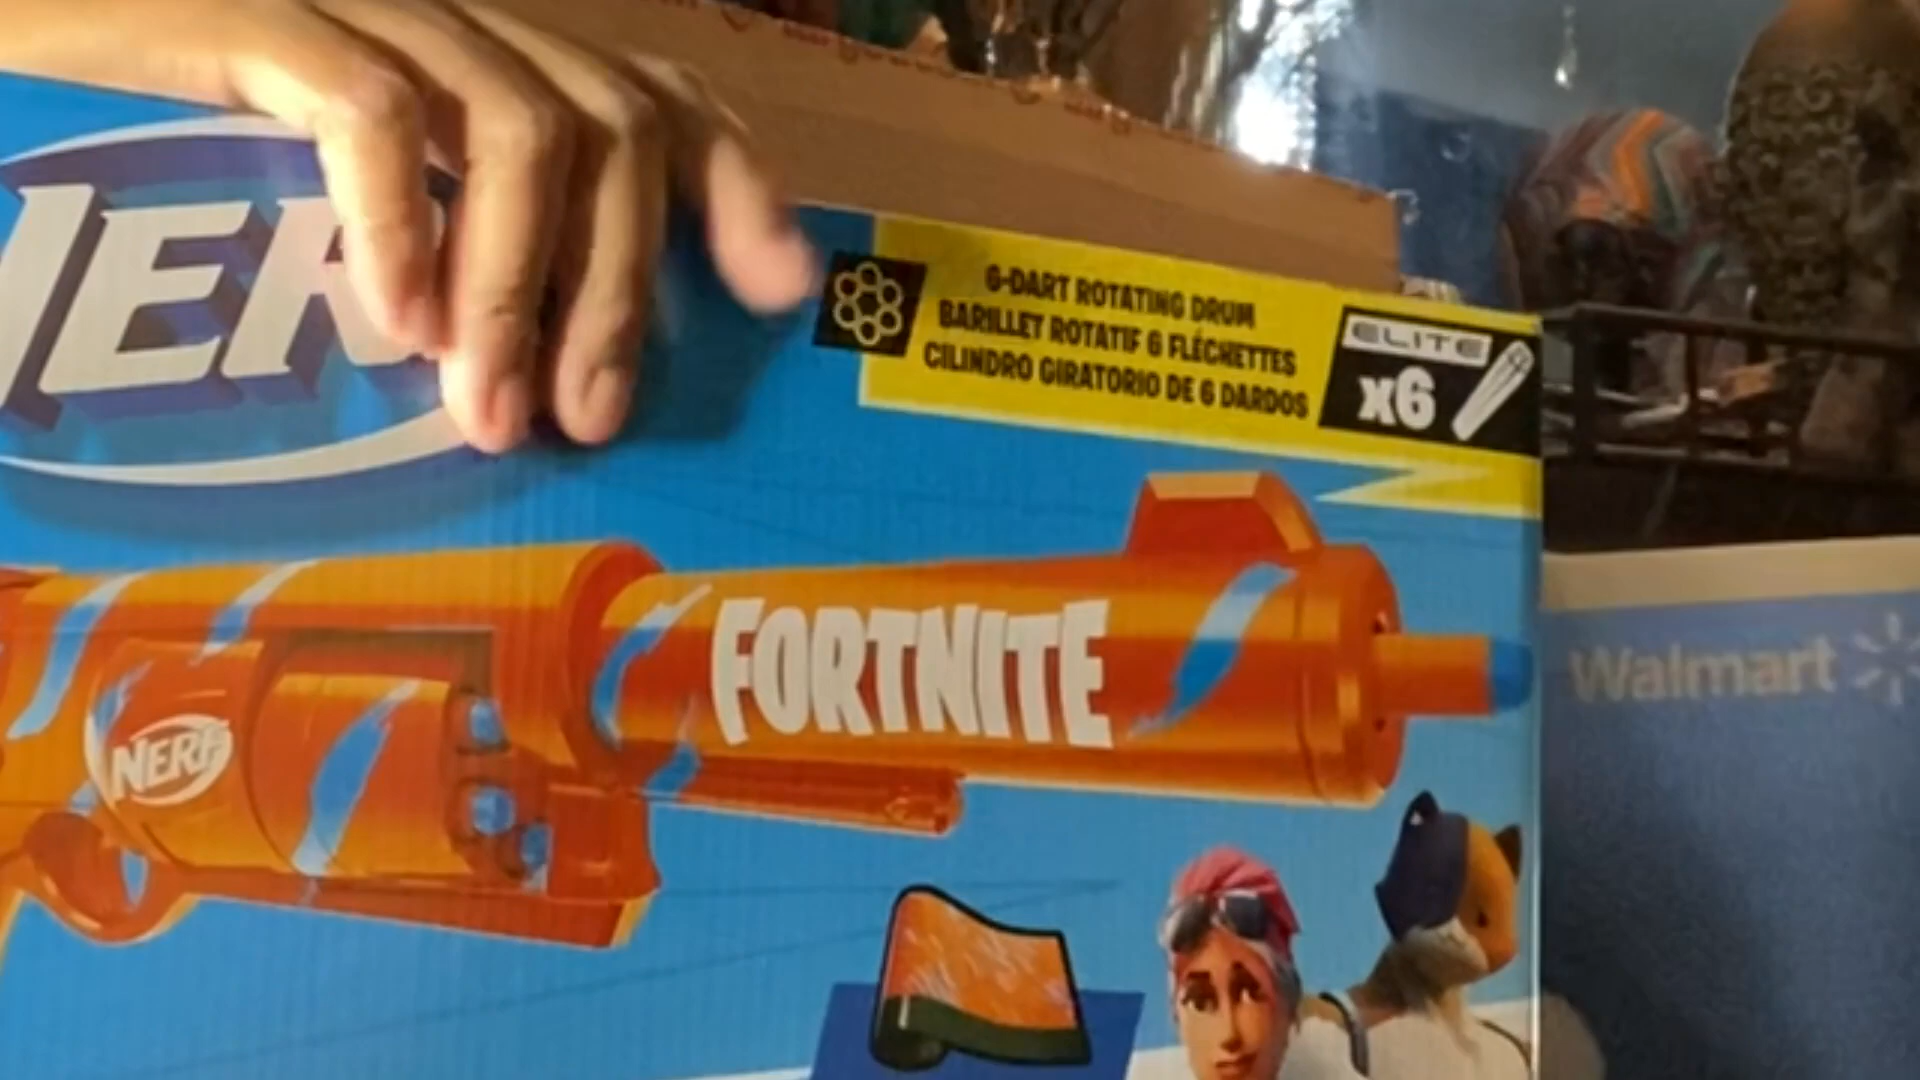 NERF
6-DART ROTATING DRUM
BARILLET ROTATIF 6 FLÉCHETTES
CILINDRO GIRATORIO DE 6 DARDOS
ELITE
x6
FORTNITE
NERF
Walmart